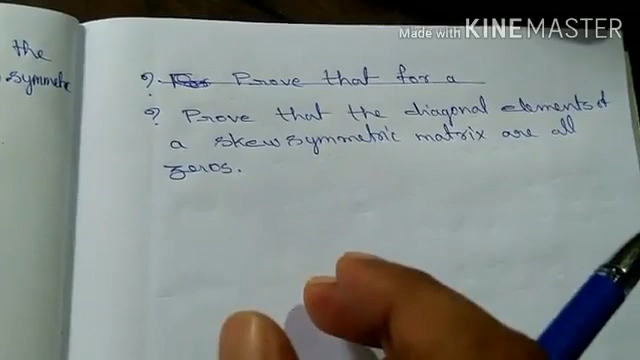 Made with KINEMASTER
the
symmetric
? Prove that for a
? Prove that the diagonal elements of
a skew symmetric matrix are all
zeros.